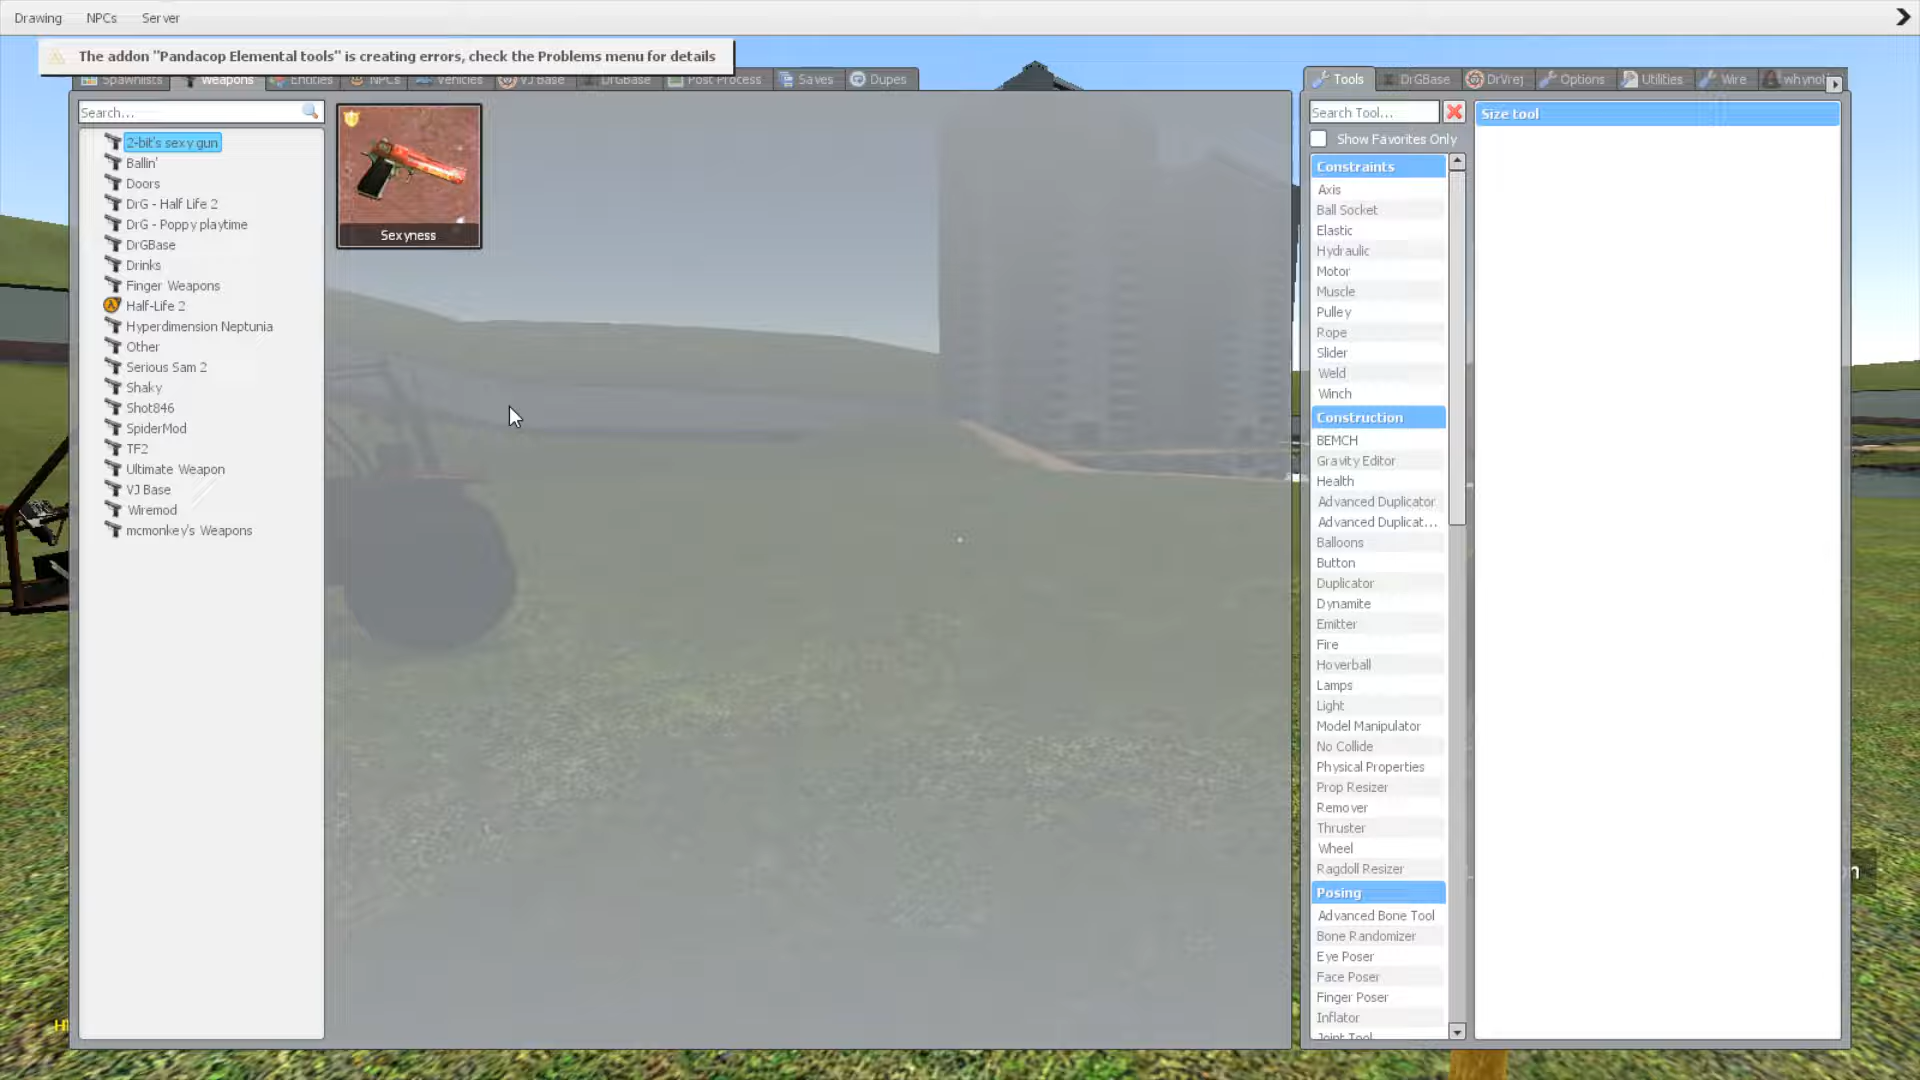 Drawing NPCs Server
The addon "Pandacop Elemental tools" is creating errors, check the Problems menu for details
Spawnlists Weapons Entities NPCs Vehicles VJ Base DrGBase Post Process Saves Dupes
Search...
2-bit's sexy gun
Ballin'
Doors
DrG - Half Life 2
DrG - Poppy playtime
DrGBase
Drinks
Finger Weapons
Half-Life 2
Hyperdimension Neptunia
Other
Serious Sam 2
Shaky
Shot846
SpiderMod
TF2
Ultimate Weapon
VJ Base
Wiremod
mcmonkey's Weapons
Sexyness
Tools DrGBase DrVrej Options Utilities Wire
Search Tool...
Show Favorites Only
Constraints
Axis
Ball Socket
Elastic
Hydraulic
Motor
Muscle
Pulley
Rope
Slider
Weld
Winch
Construction
BEMCH
Gravity Editor
Health
Advanced Duplicator
Advanced Duplicat...
Balloons
Button
Duplicator
Dynamite
Emitter
Fire
Hoverball
Lamps
Light
Model Manipulator
No Collide
Physical Properties
Prop Resizer
Remover
Thruster
Wheel
Ragdoll Resizer
Posing
Advanced Bone Tool
Bone Randomizer
Eye Poser
Face Poser
Finger Poser
Inflator
Joint Tool
Size tool